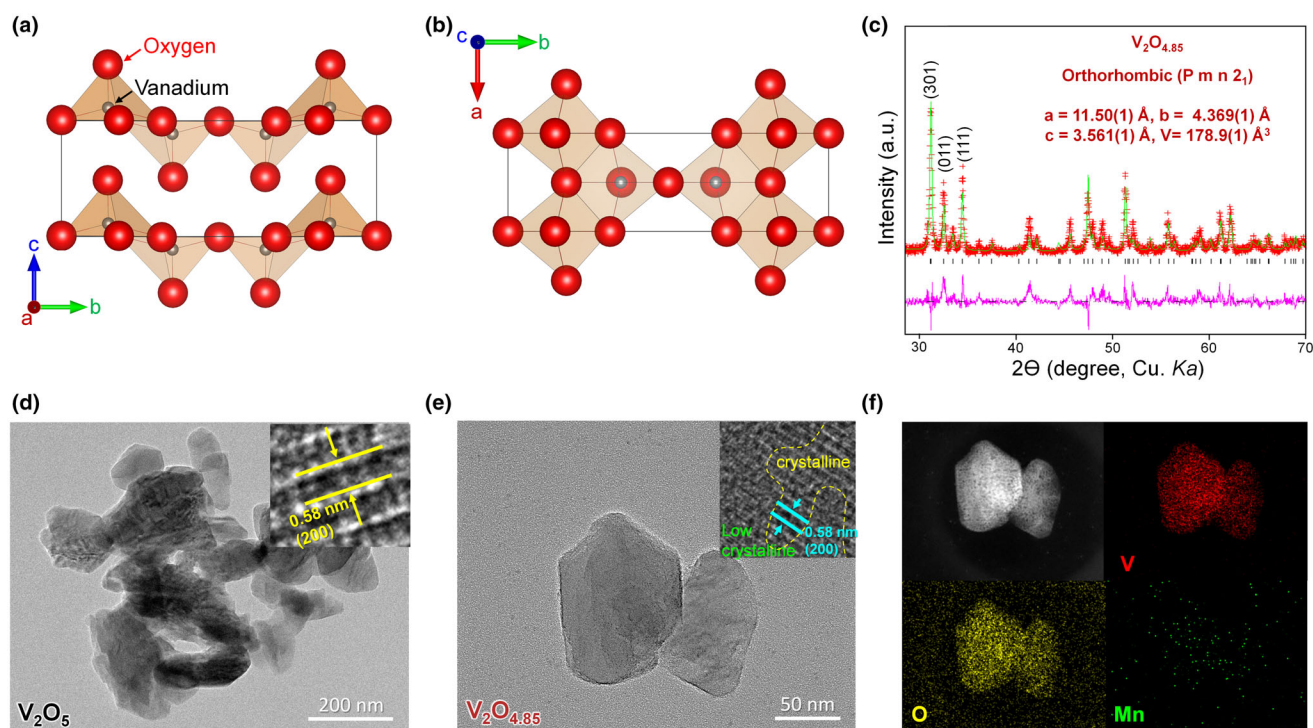 (a)
Oxygen
Vanadium
c
a
b
(b)
c
b
a
(c)
V₂O₄.₈₅
Orthorhombic (P m n 2₁)
a = 11.50(1) Å, b = 4.369(1) Å
c = 3.561(1) Å, V= 178.9(1) Å³
(301)
(011)
(111)
Intensity (a.u.)
30 40 50 60 70
2Θ (degree, Cu. Ka)
(d)
0.58 nm
(200)
V₂O₅
200 nm
(e)
crystalline
Low
crystalline
0.58 nm
(200)
V₂O₄.₈₅
50 nm
(f)
V
O
Mn